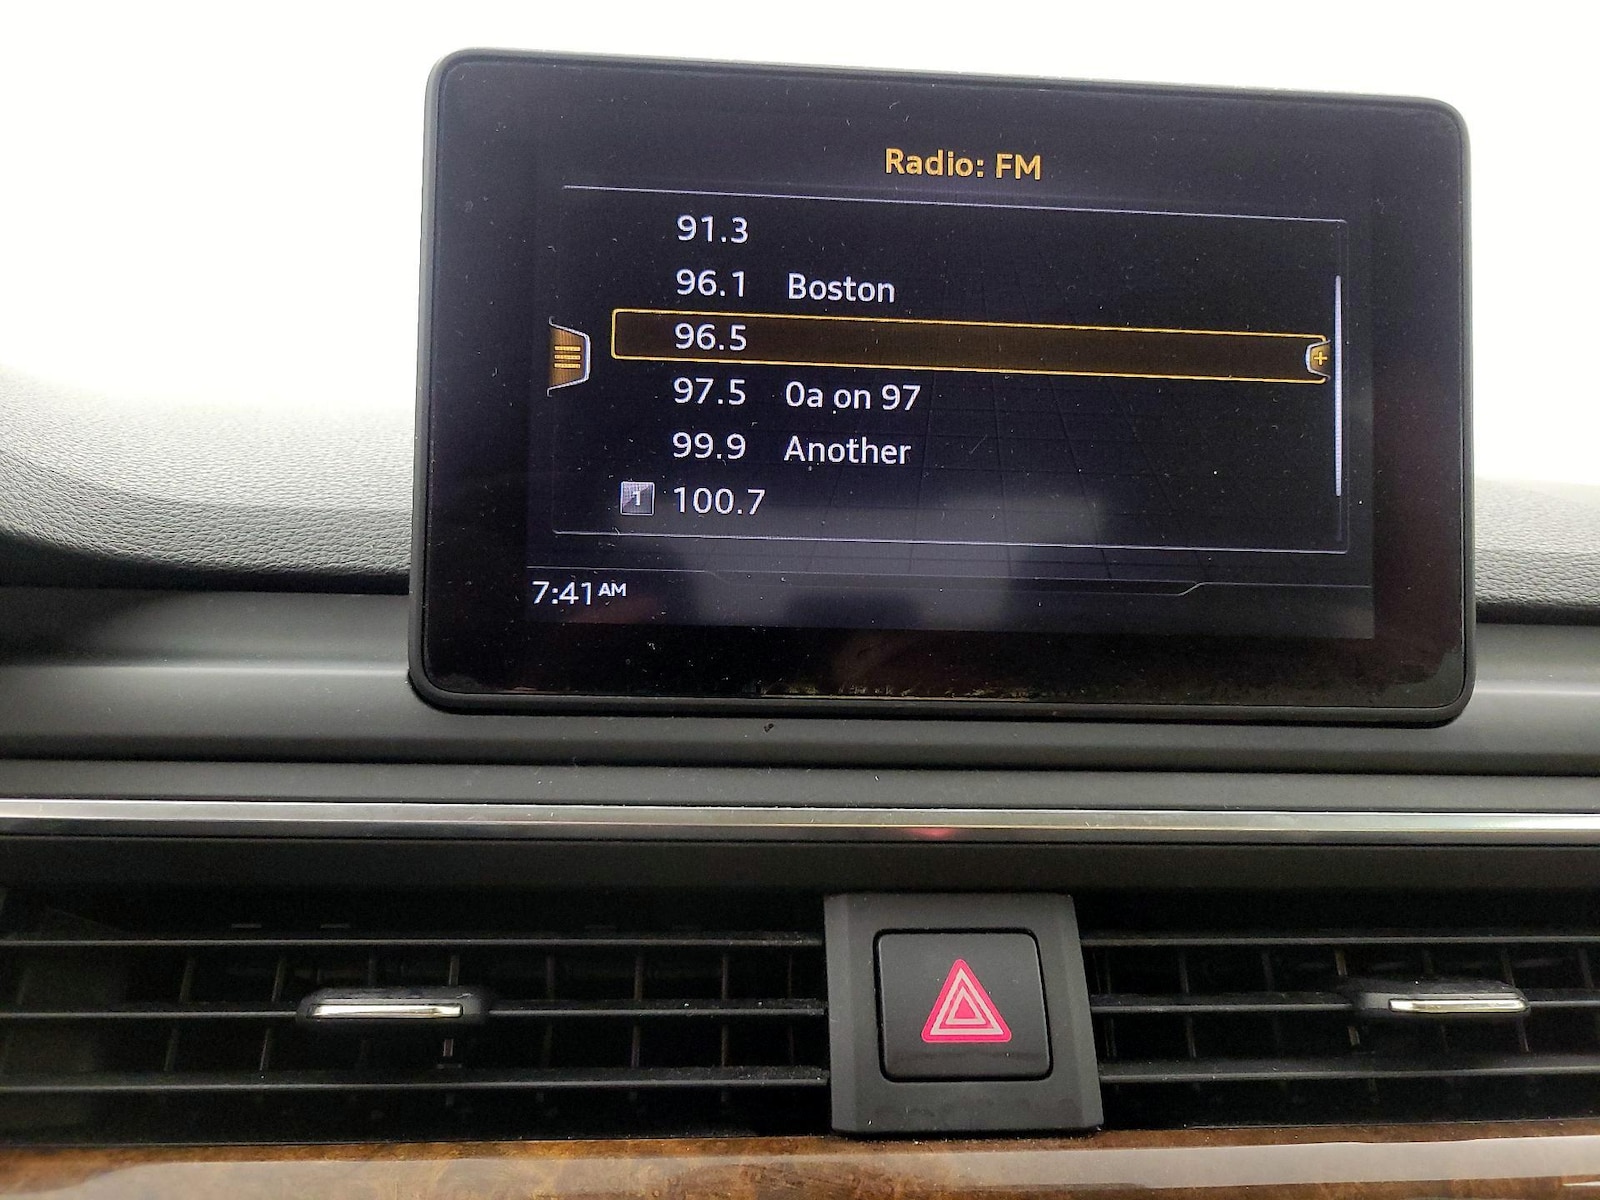 Radio: FM
91.3
96.1 Boston
96.5 +
97.5 0a on 97
99.9 Another
1 100.7
7:41 AM